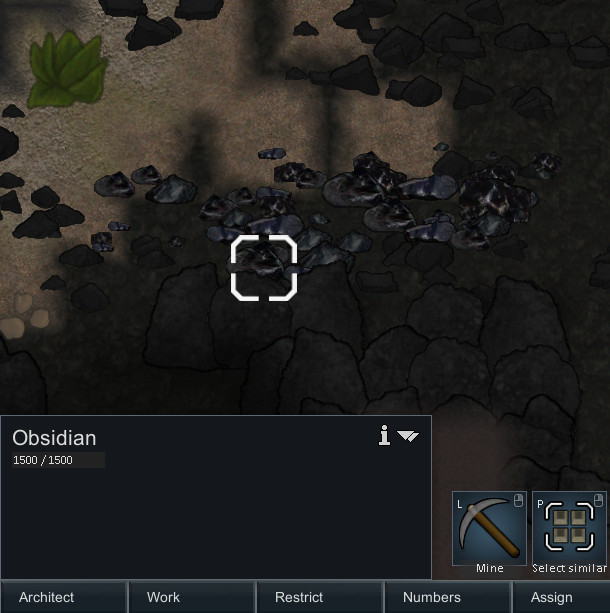 Obsidian
1500 / 1500
L
P
Mine
Select similar
Architect
Work
Restrict
Numbers
Assign